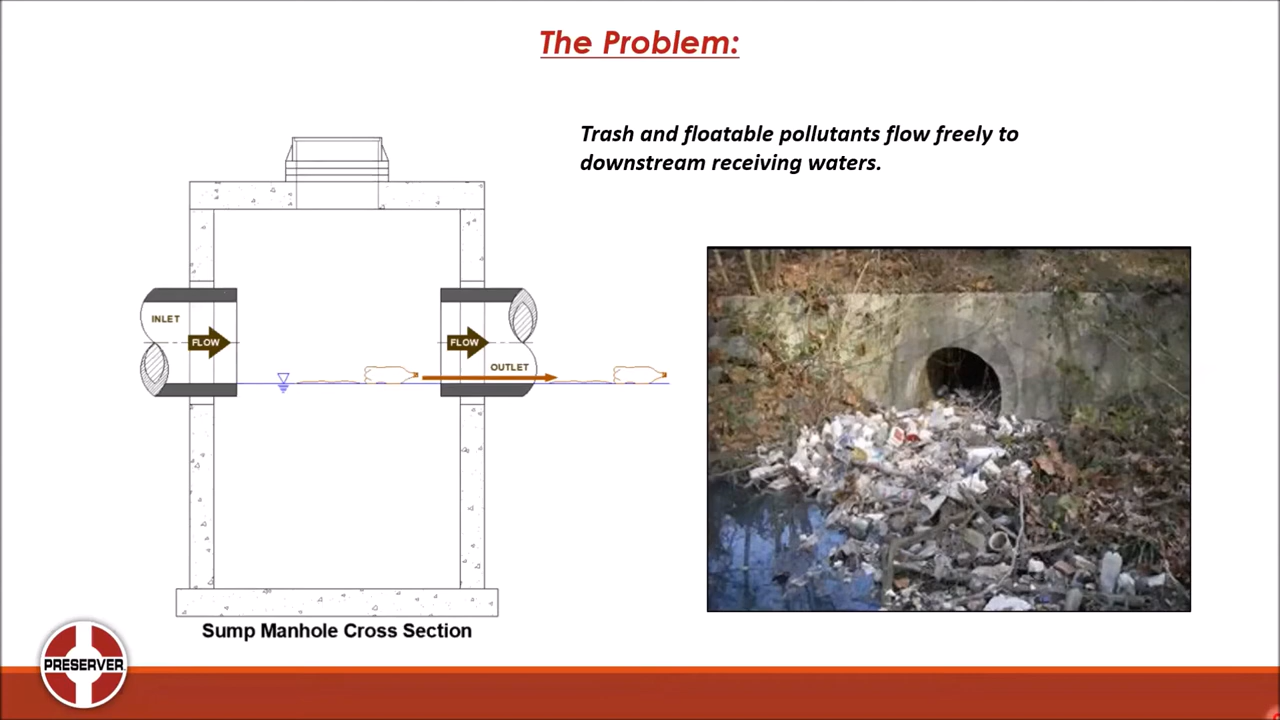 The Problem:
Trash and floatable pollutants flow freely to
downstream receiving waters.
INLET
FLOW
FLOW
OUTLET
Sump Manhole Cross Section
PRESERVER